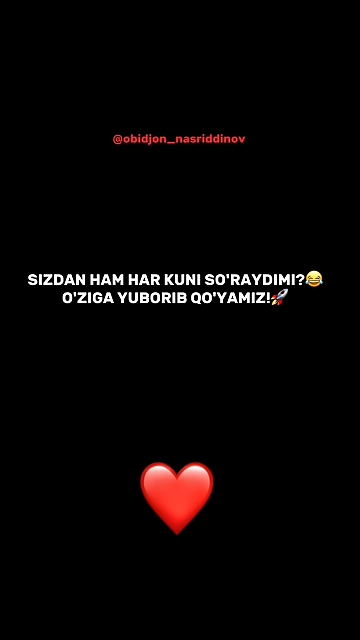 @obidjon_nasriddinov
SIZDAN HAM HAR KUNI SO'RAYDIMI?😂
O'ZIGA YUBORIB QO'YAMIZ!🚀